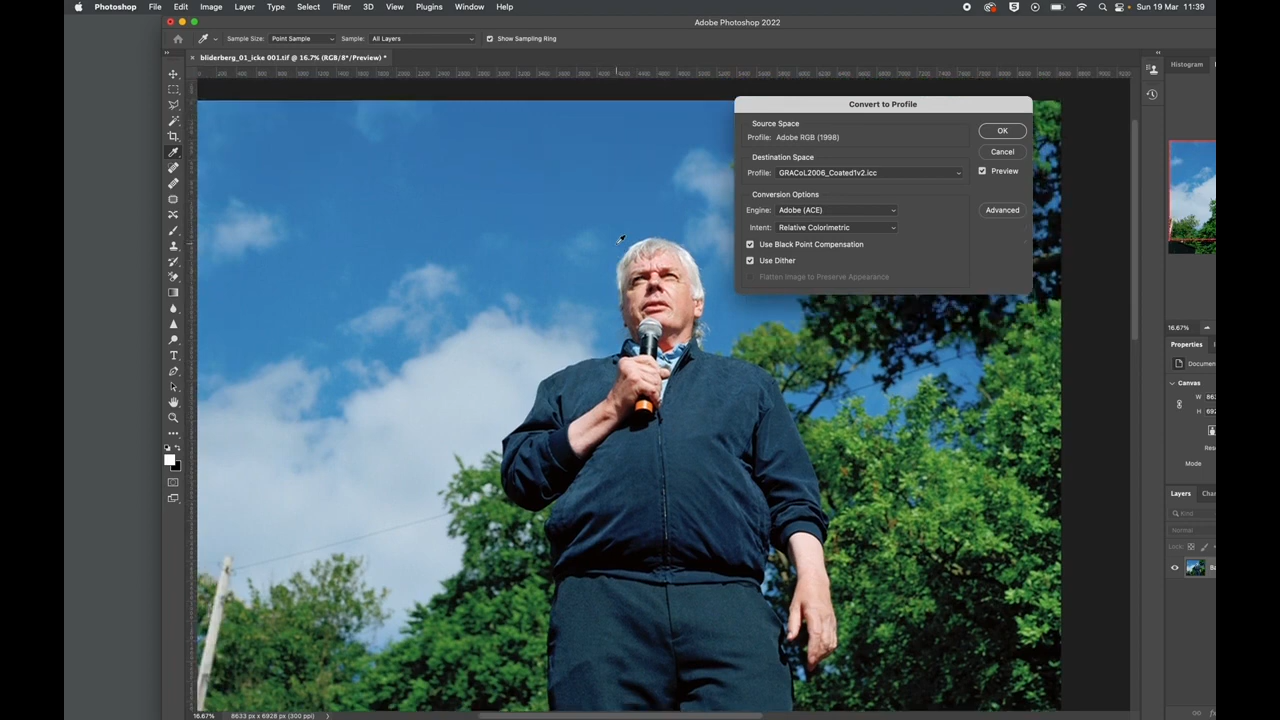 Photoshop File Edit Image Layer Type Select Filter 3D View Plugins Window Help Sun 19 Mar 11:39
Adobe Photoshop 2022
Sample Size: Point Sample Sample: All Layers Show Sampling Ring
bliderberg_01_icke 001.tif @ 16.7% (RGB/8*/Preview) *
Histogram
Convert to Profile
Source Space
Profile: Adobe RGB (1998)
OK
Destination Space
Cancel
Profile: GRACoL2006_Coated1v2.icc
Preview
Conversion Options
Engine: Adobe (ACE)
Advanced
Intent: Relative Colorimetric
Use Black Point Compensation
Use Dither
Flatten Image to Preserve Appearance
16.67%
Properties
Documen
Canvas
W 863
H 692
Reso
Mode
Layers Chan
Kind
Normal
Lock:
Ba
16.67% 8633 px x 6928 px (300 ppi)